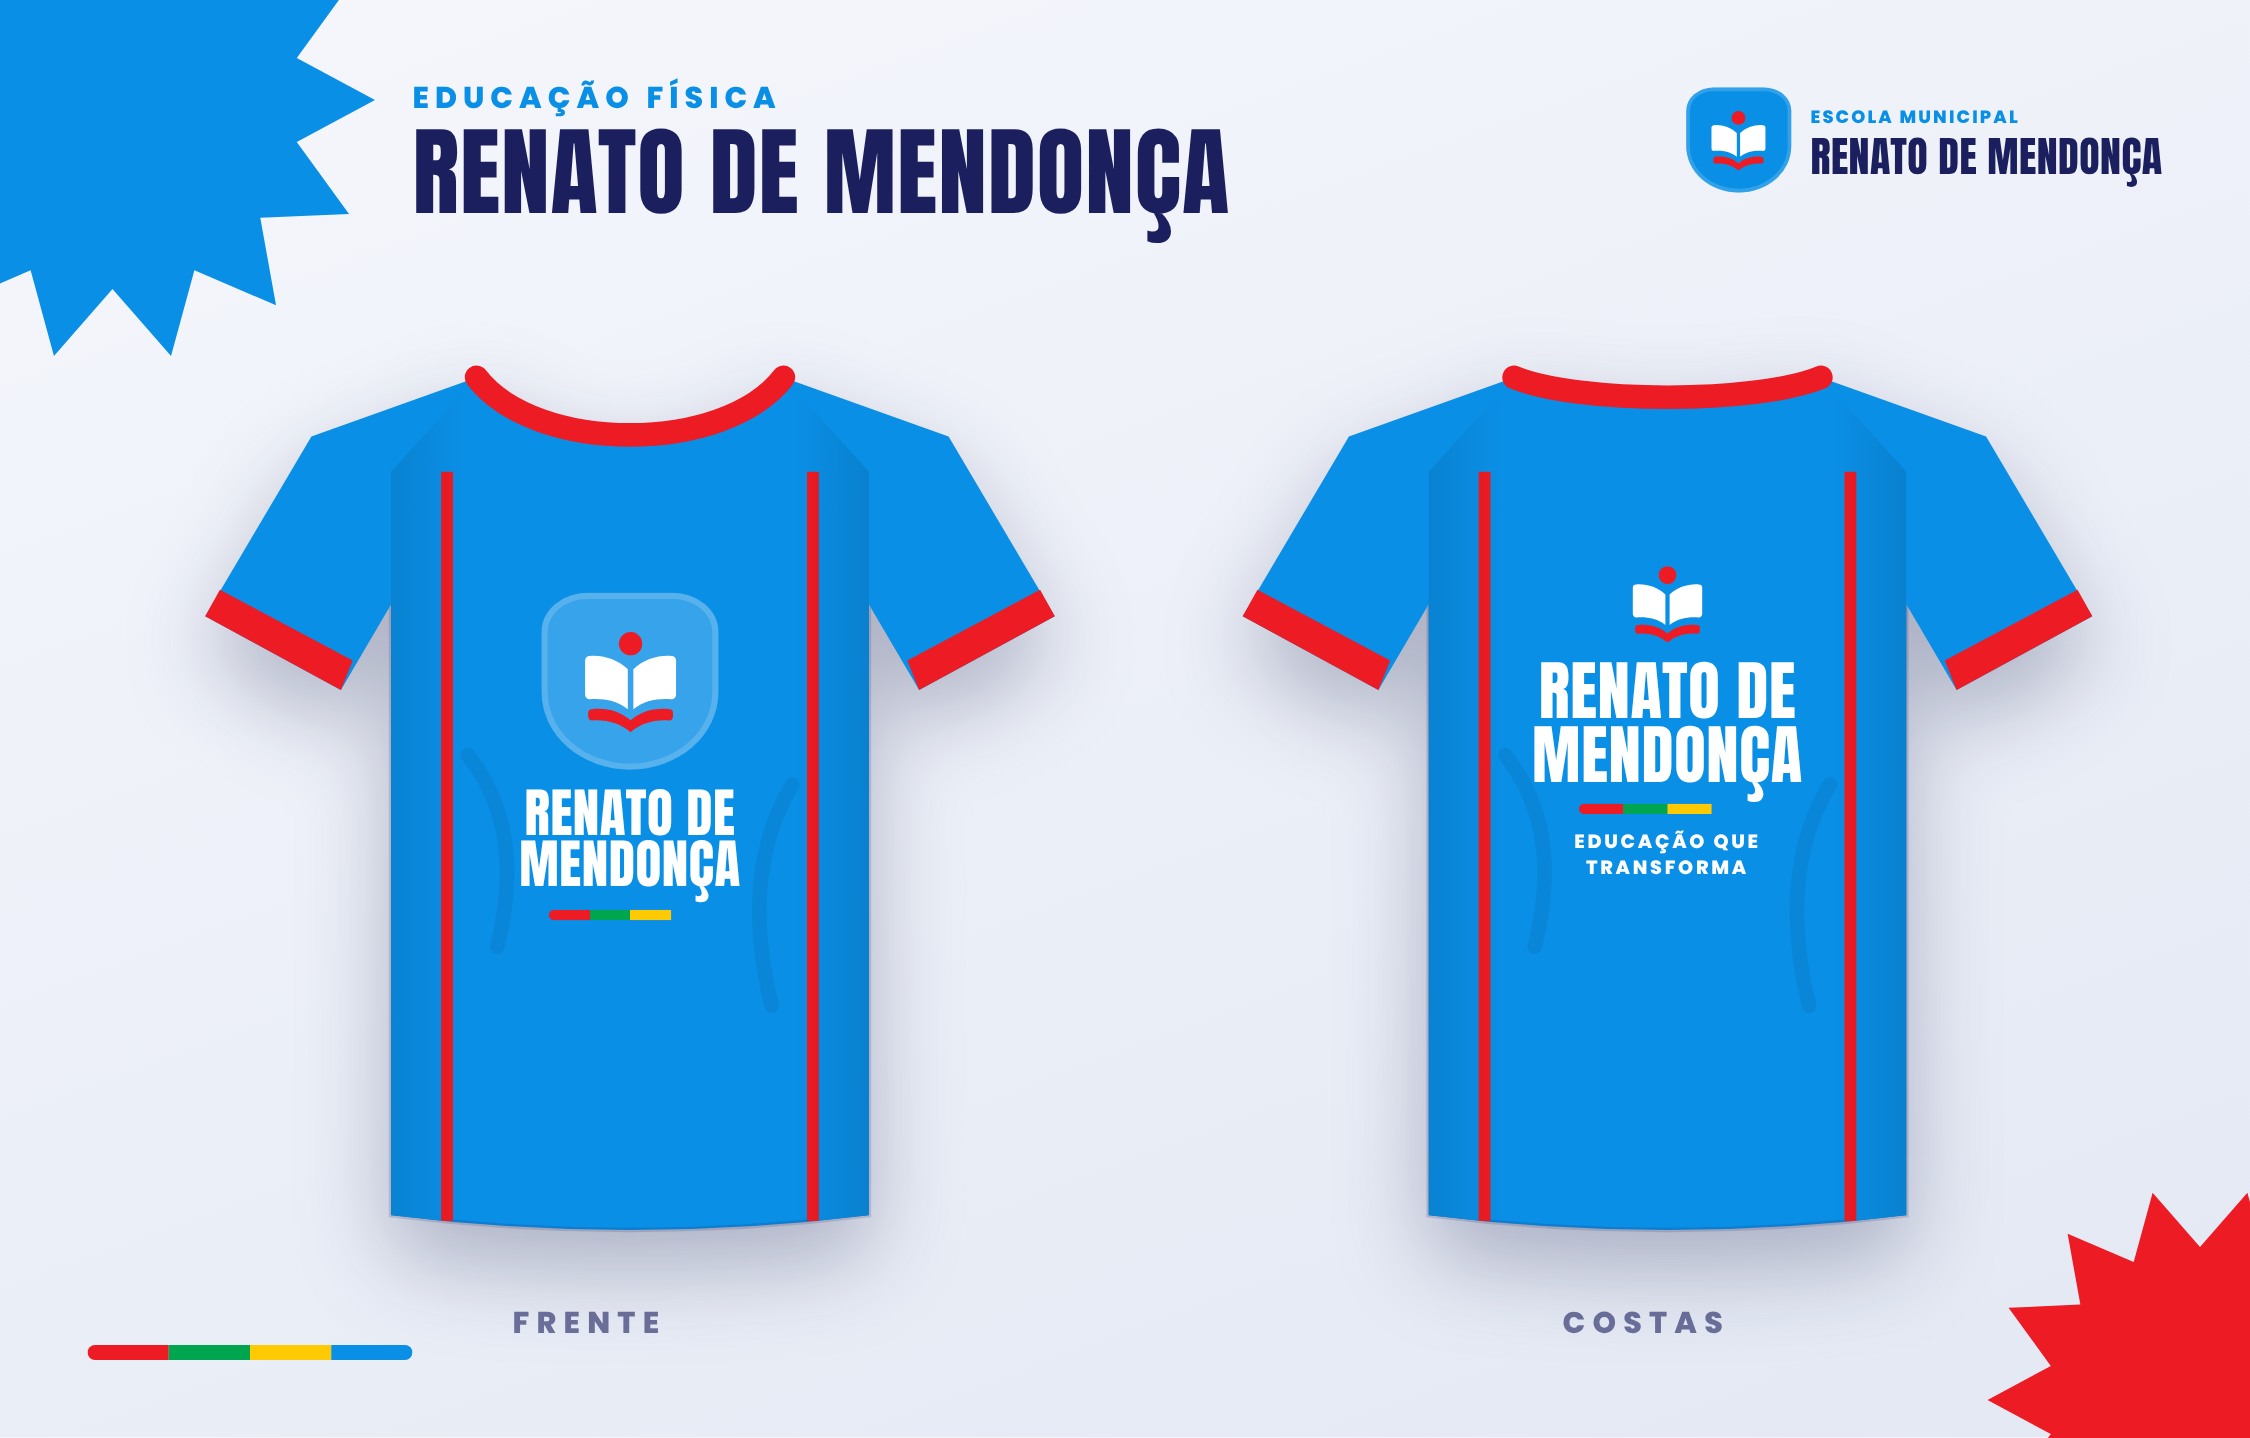 EDUCAÇÃO FÍSICA
RENATO DE MENDONÇA
ESCOLA MUNICIPAL
RENATO DE MENDONÇA
RENATO DE
MENDONÇA
RENATO DE
MENDONÇA
EDUCAÇÃO QUE
TRANSFORMA
FRENTE
COSTAS